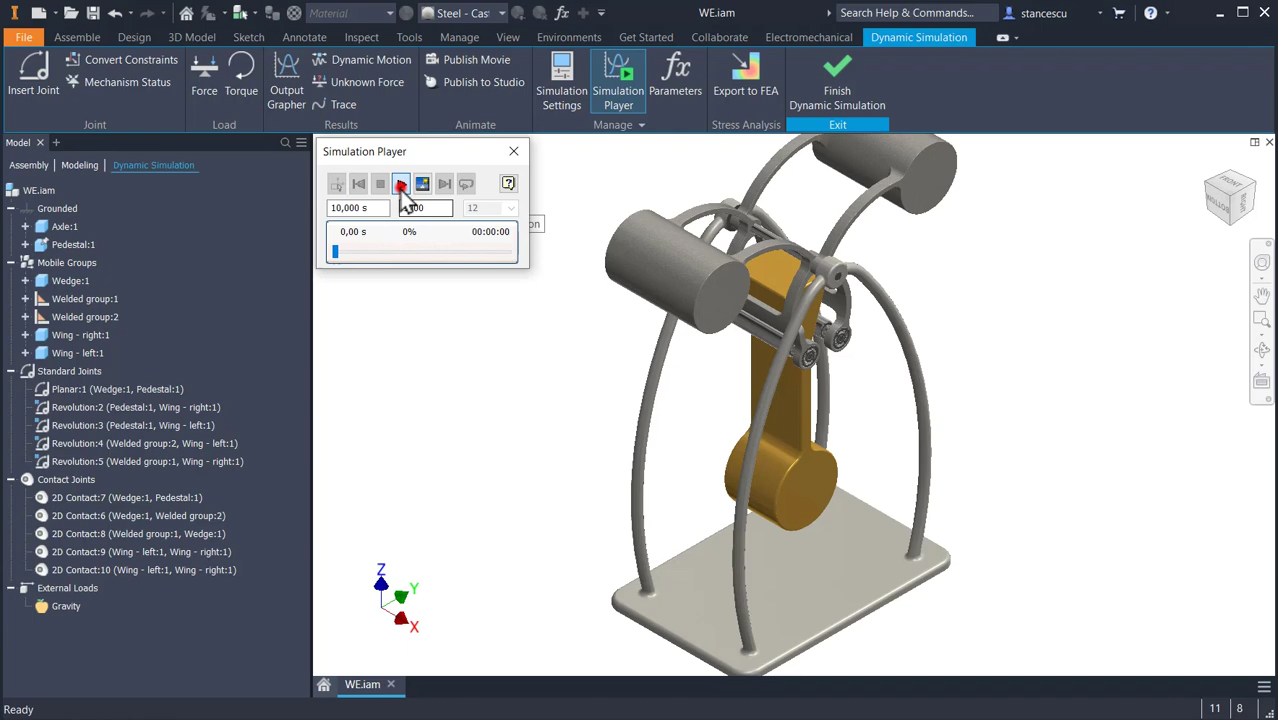 Material
Steel - Cast
WE.iam
Search Help & Commands...
stancescu
File
Assembly
Design
3D Model
Sketch
Annotate
Inspect
Tools
Manage
View
Environments
Get Started
Collaborate
Electromechanical
Dynamic Simulation
Insert Joint
Convert Constraints
Mechanism Status
Force
Torque
Output
Grapher
Dynamic Motion
Unknown Force
Trace
Publish Movie
Publish to Studio
Simulation
Settings
Simulation
Player
Parameters
Export to FEA
Finish
Dynamic Simulation
Joint
Load
Results
Animate
Manage
Stress Analysis
Exit
Model
Assembly
Modeling
Dynamic Simulation
WE.iam
Grounded
Axle:1
Pedestal:1
Mobile Groups
Wedge:1
Welded group:1
Welded group:2
Wing - right:1
Wing - left:1
Standard Joints
Planar:1 (Wedge:1, Pedestal:1)
Revolution:2 (Pedestal:1, Wing - right:1)
Revolution:3 (Pedestal:1, Wing - left:1)
Revolution:4 (Welded group:2, Wing - left:1)
Revolution:5 (Welded group:1, Wing - right:1)
Contact Joints
2D Contact:7 (Wedge:1, Pedestal:1)
2D Contact:6 (Wedge:1, Welded group:2)
2D Contact:8 (Welded group:1, Wedge:1)
2D Contact:9 (Wing - left:1, Wing - right:1)
2D Contact:10 (Wing - left:1, Wing - right:1)
External Loads
Gravity
Simulation Player
10,000 s
12
0,00 s
0%
00:00:00
on
FRONT
Z
Y
X
WE.iam
Ready
11
8